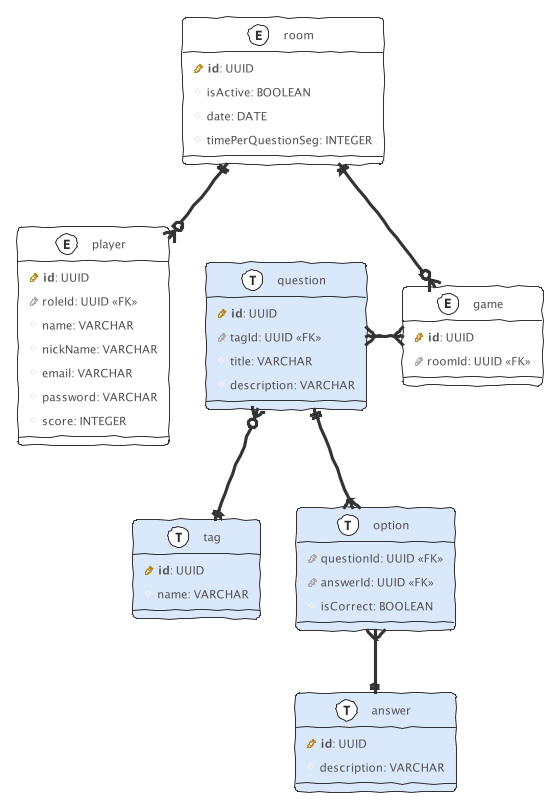 E room
id: UUID
isActive: BOOLEAN
date: DATE
timePerQuestionSeg: INTEGER
E player
id: UUID
roleId: UUID «FK»
name: VARCHAR
nickName: VARCHAR
email: VARCHAR
password: VARCHAR
score: INTEGER
T question
id: UUID
tagId: UUID «FK»
title: VARCHAR
description: VARCHAR
E game
id: UUID
roomId: UUID «FK»
T tag
id: UUID
name: VARCHAR
T option
questionId: UUID «FK»
answerId: UUID «FK»
isCorrect: BOOLEAN
T answer
id: UUID
description: VARCHAR